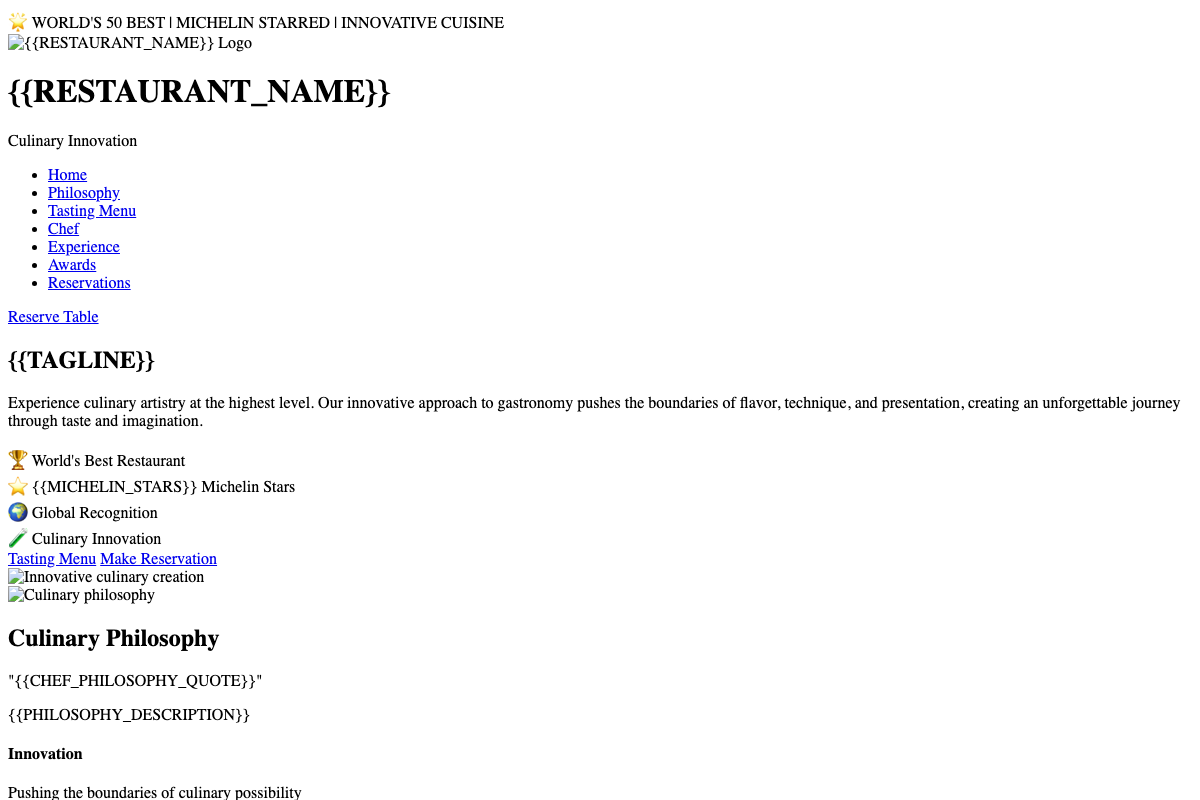 🌟 WORLD'S 50 BEST | MICHELIN STARRED | INNOVATIVE CUISINE
{{RESTAURANT_NAME}} Logo
{{RESTAURANT_NAME}}
Culinary Innovation
• Home
• Philosophy
• Tasting Menu
• Chef
• Experience
• Awards
• Reservations
Reserve Table
{{TAGLINE}}
Experience culinary artistry at the highest level. Our innovative approach to gastronomy pushes the boundaries of flavor, technique, and presentation, creating an unforgettable journey
through taste and imagination.
🏆 World's Best Restaurant
⭐ {{MICHELIN_STARS}} Michelin Stars
🌍 Global Recognition
🧪 Culinary Innovation
Tasting Menu Make Reservation
Innovative culinary creation
Culinary philosophy
Culinary Philosophy
"{{CHEF_PHILOSOPHY_QUOTE}}"
{{PHILOSOPHY_DESCRIPTION}}
Innovation
Pushing the boundaries of culinary possibility